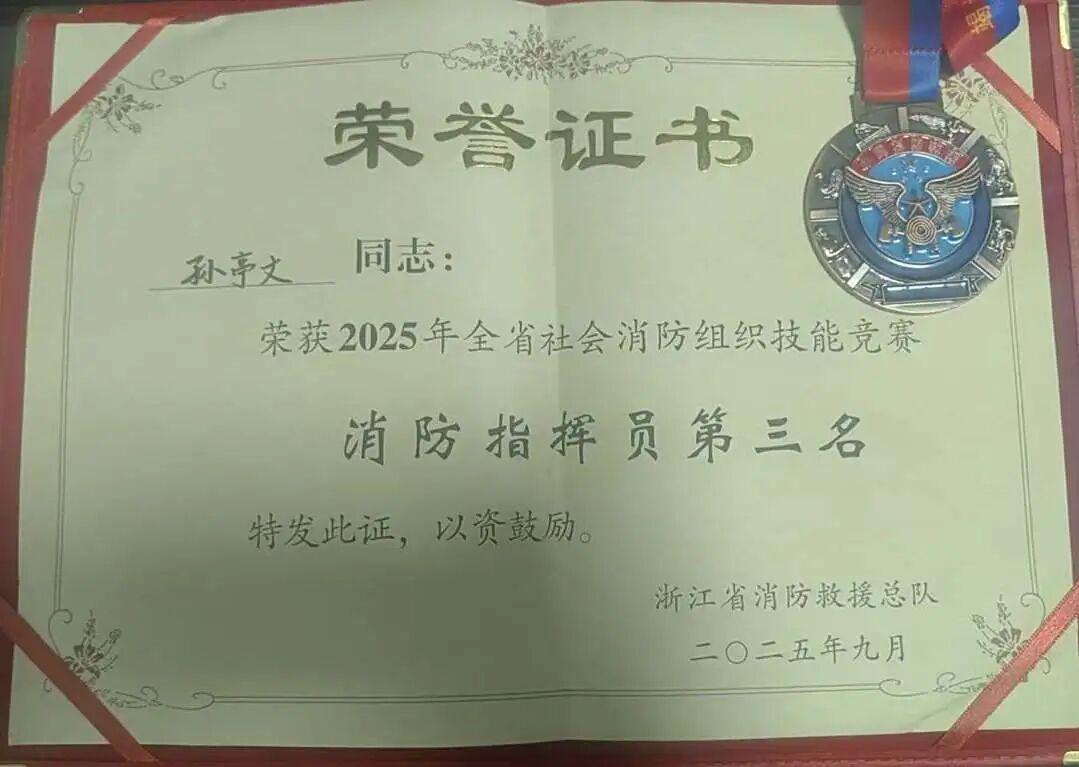 荣誉证书
孙亭文 同志：
荣获2025年全省社会消防组织技能竞赛
消防指挥员第三名
特发此证，以资鼓励。
浙江省消防救援总队
二〇二五年九月